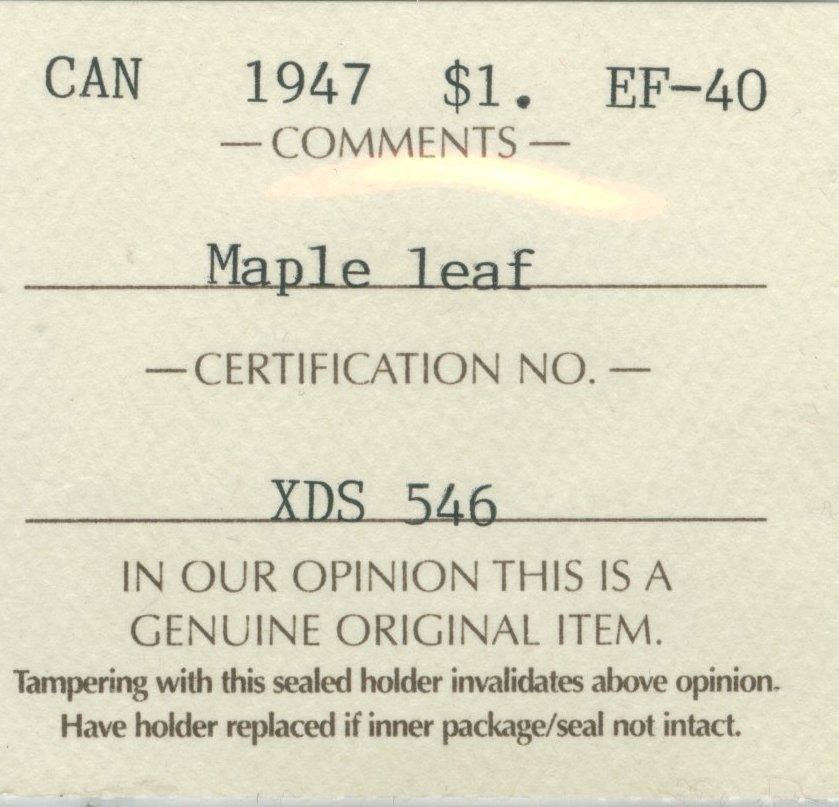 CAN 1947 $1. EF-40
— COMMENTS —
Maple leaf
— CERTIFICATION NO. —
XDS 546
IN OUR OPINION THIS IS A
GENUINE ORIGINAL ITEM.
Tampering with this sealed holder invalidates above opinion.
Have holder replaced if inner package/seal not intact.